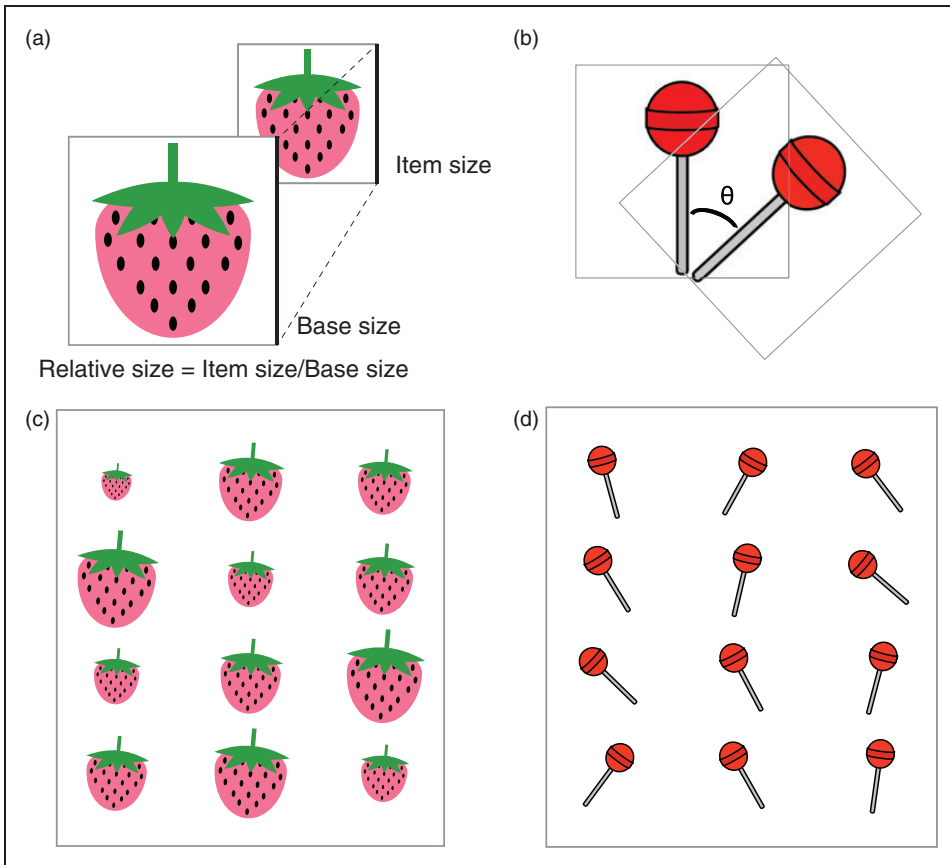 (a)
Item size
Base size
Relative size = Item size/Base size
(b)
θ
(c)
(d)